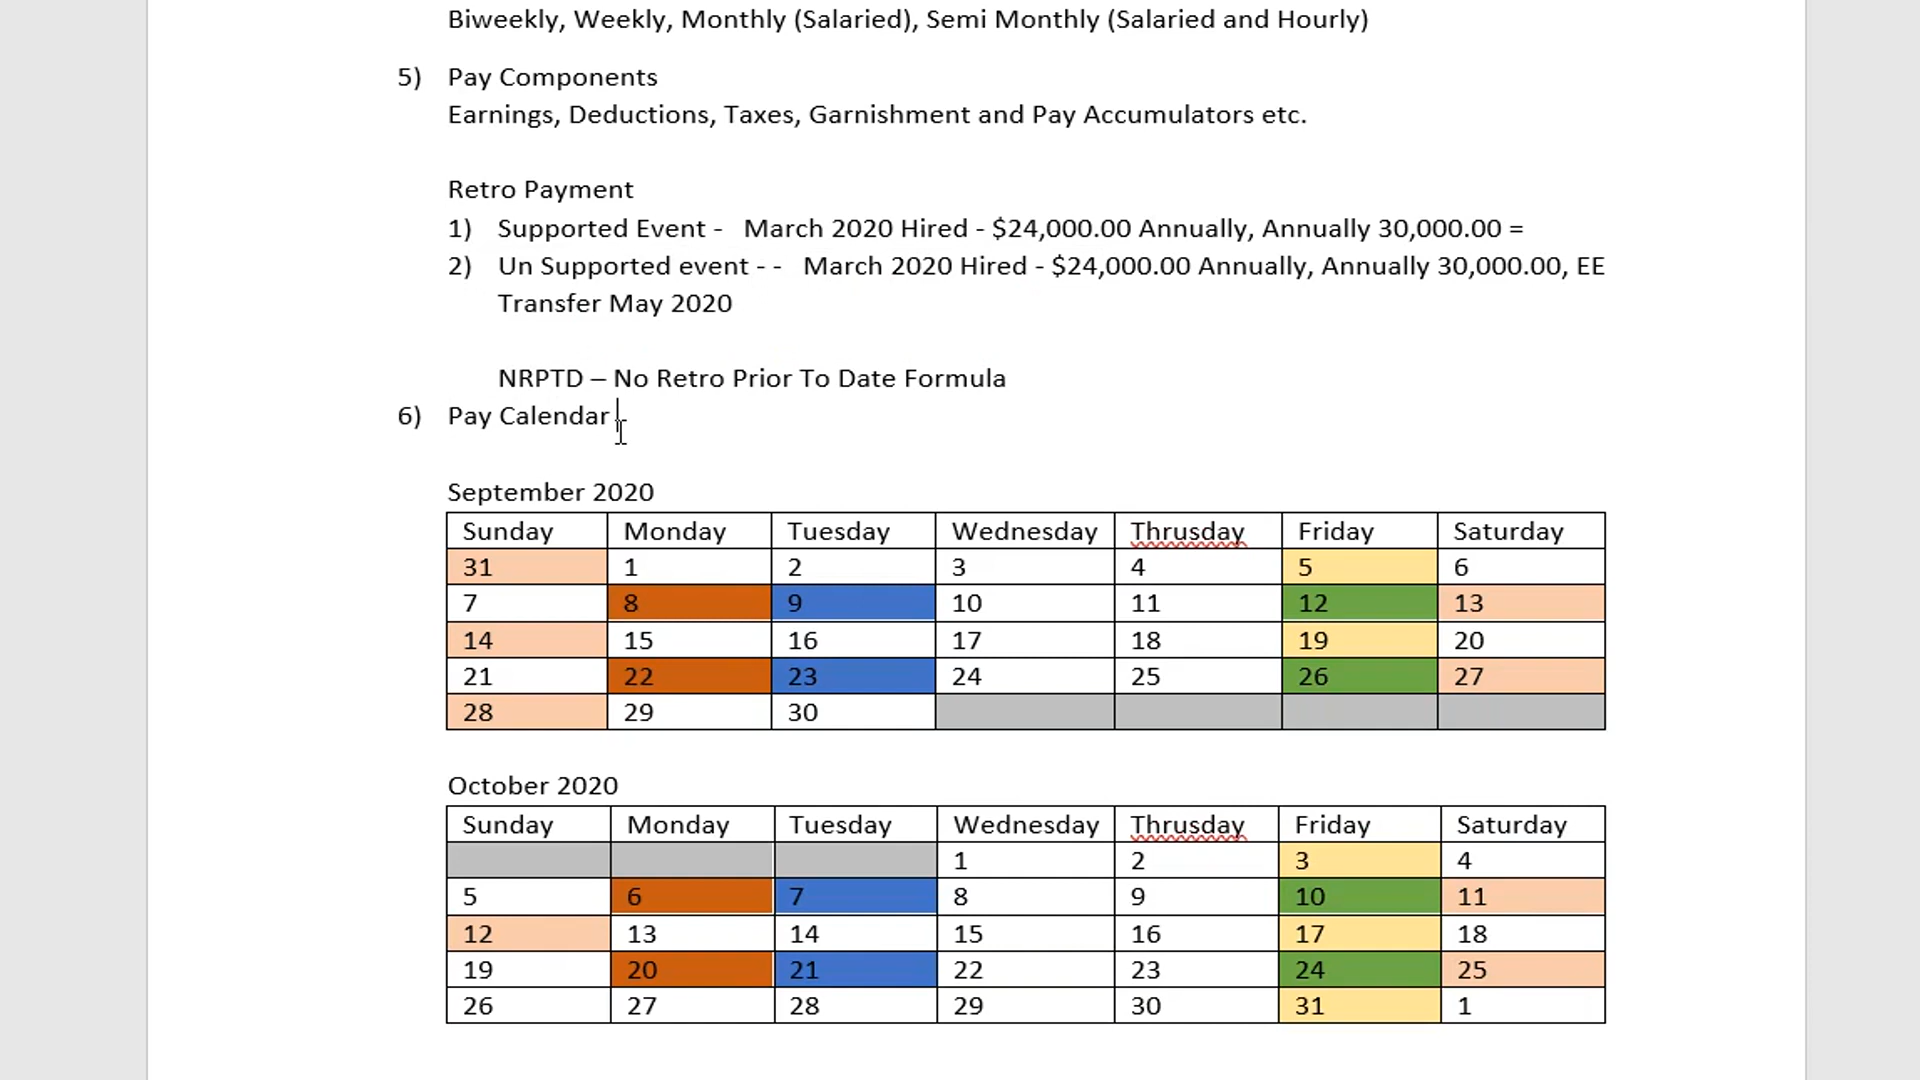 Biweekly, Weekly, Monthly (Salaried), Semi Monthly (Salaried and Hourly)
5) Pay Components
Earnings, Deductions, Taxes, Garnishment and Pay Accumulators etc.
Retro Payment
1) Supported Event - March 2020 Hired - $24,000.00 Annually, Annually 30,000.00 =
2) Un Supported event - - March 2020 Hired - $24,000.00 Annually, Annually 30,000.00, EE
Transfer May 2020
NRPTD – No Retro Prior To Date Formula
6) Pay Calendar -
September 2020
Sunday Monday Tuesday Wednesday Thrusday Friday Saturday
31 1 2 3 4 5 6
7 8 9 10 11 12 13
14 15 16 17 18 19 20
21 22 23 24 25 26 27
28 29 30
October 2020
Sunday Monday Tuesday Wednesday Thrusday Friday Saturday
1 2 3 4
5 6 7 8 9 10 11
12 13 14 15 16 17 18
19 20 21 22 23 24 25
26 27 28 29 30 31 1